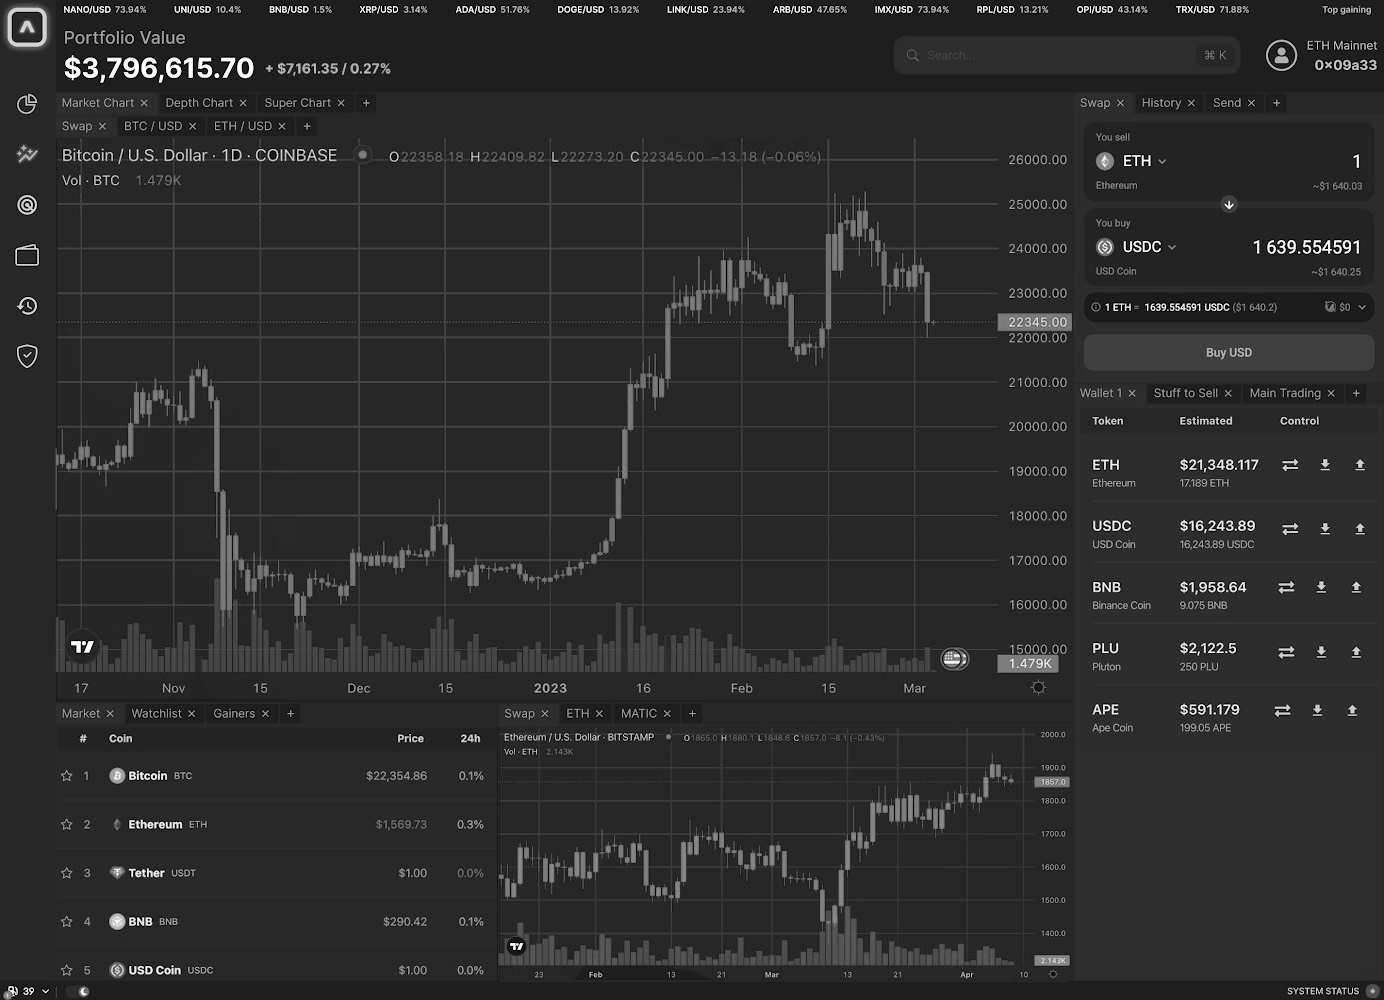 NANO/USD 73.94% UNI/USD 10.4% BNB/USD 1.5% XRP/USD 3.14% ADA/USD 51.76% DOGE/USD 13.92% LINK/USD 23.94% ARB/USD 47.65% IMX/USD 73.94% RPL/USD 13.21% OPI/USD 43.14% TRX/USD 71.88% Top gaining
Portfolio Value
$3,796,615.70 + $7,161.35 / 0.27%
Search... ⌘ K
ETH Mainnet
0×09a33
Market Chart × Depth Chart × Super Chart × +
Swap × BTC / USD × ETH / USD × +
Bitcoin / U.S. Dollar · 1D · COINBASE O22358.18 H22409.82 L22273.20 C22345.00 −13.18 (−0.06%)
Vol · BTC 1.479K
26000.00
25000.00
24000.00
23000.00
22345.00
22000.00
21000.00
20000.00
19000.00
18000.00
17000.00
16000.00
15000.00
1.479K
17 Nov 15 Dec 15 2023 16 Feb 15 Mar
Swap × History × Send × +
You sell
ETH 1
Ethereum ~$1 640.03
You buy
USDC 1 639.554591
USD Coin ~$1 640.25
1 ETH = 1639.554591 USDC ($1 640.2) $0
Buy USD
Wallet 1 × Stuff to Sell × Main Trading × +
Token Estimated Control
ETH $21,348.117
Ethereum 17.189 ETH
USDC $16,243.89
USD Coin 16,243.89 USDC
BNB $1,958.64
Binance Coin 9.075 BNB
PLU $2,122.5
Pluton 250 PLU
APE $591.179
Ape Coin 199.05 APE
Market × Watchlist × Gainers × +
# Coin Price 24h
1 Bitcoin BTC $22,354.86 0.1%
2 Ethereum ETH $1,569.73 0.3%
3 Tether USDT $1.00 0.0%
4 BNB BNB $290.42 0.1%
5 USD Coin USDC $1.00 0.0%
Swap × ETH × MATIC × +
Ethereum / U.S. Dollar · BITSTAMP O1865.0 H1880.1 L1848.6 C1857.0 −8.1 (−0.43%)
Vol · ETH 2.143K
2000.0
1900.0
1857.0
1800.0
1700.0
1600.0
1500.0
1400.0
2.143K
23 Feb 13 21 Mar 13 21 Apr 10
39
SYSTEM STATUS